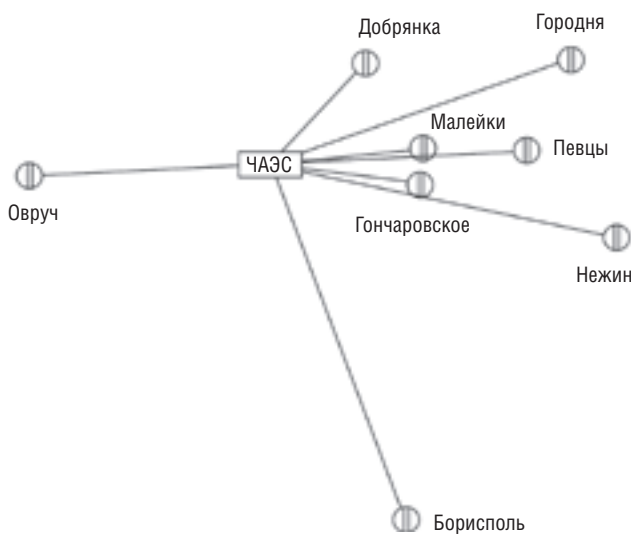 Добрянка
Городня
Малейки
Певцы
ЧАЭС
Овруч
Гончаровское
Нежин
Борисполь